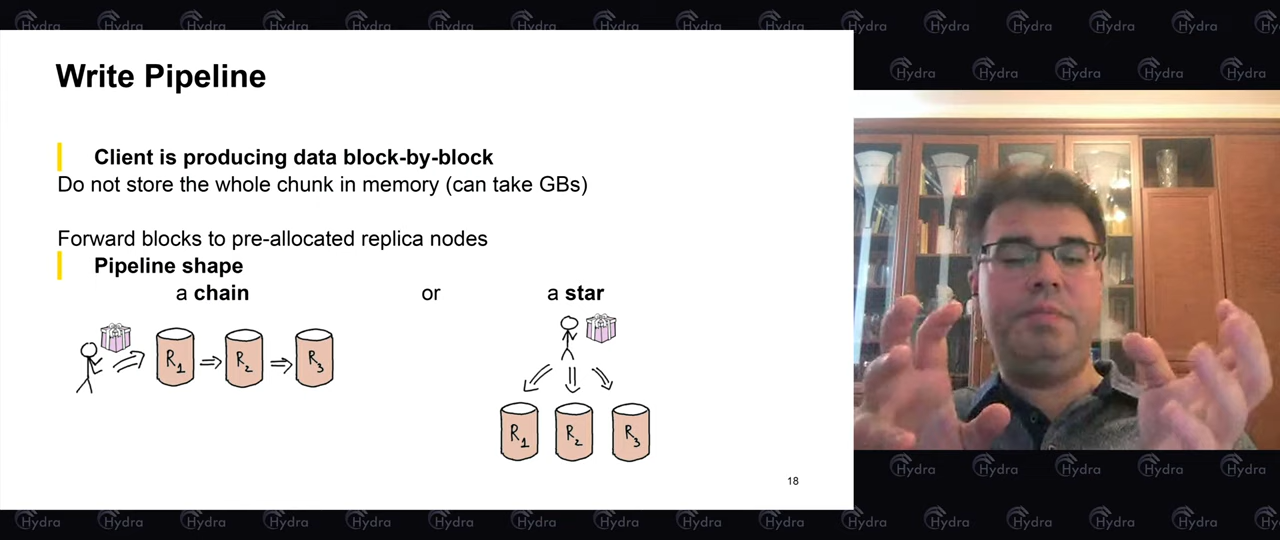 Write Pipeline
Client is producing data block-by-block
Do not store the whole chunk in memory (can take GBs)
Forward blocks to pre-allocated replica nodes
Pipeline shape
a chain or a star
R1 R2 R3
R1 R2 R3
18
Hydra